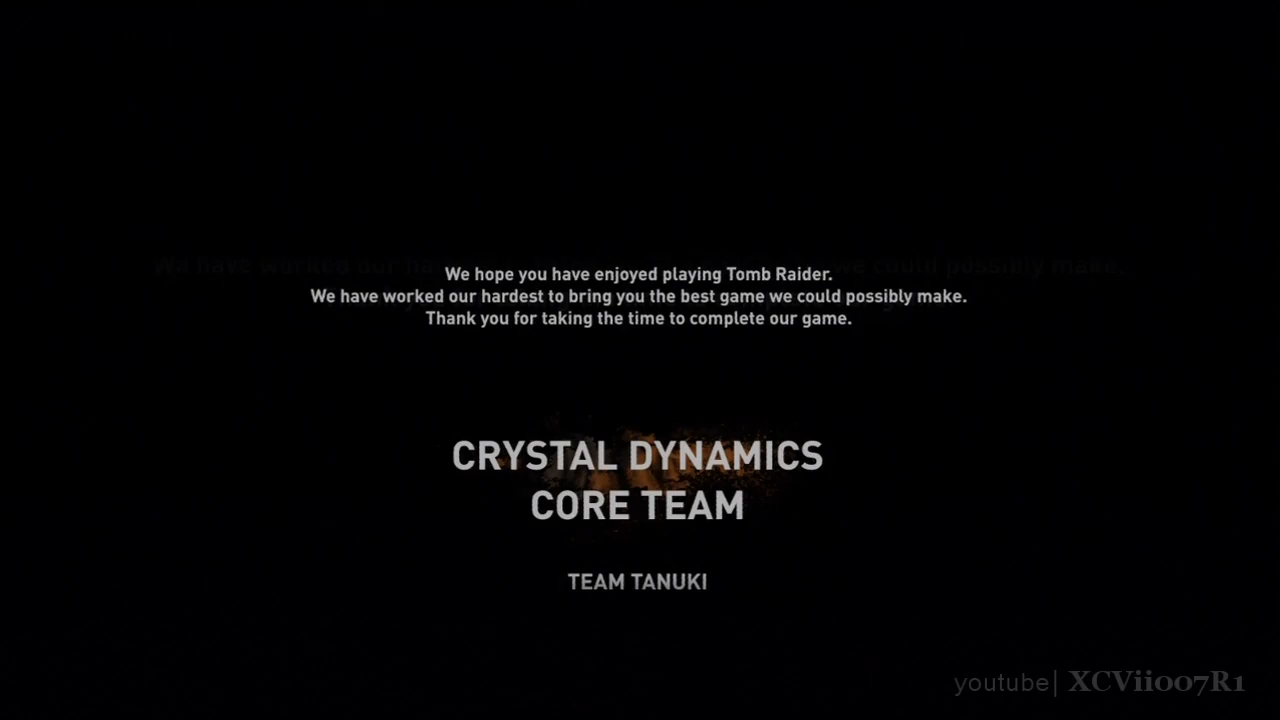 We hope you have enjoyed playing Tomb Raider.
We have worked our hardest to bring you the best game we could possibly make.
Thank you for taking the time to complete our game.
CRYSTAL DYNAMICS
CORE TEAM
TEAM TANUKI
youtube| XCVii007R1